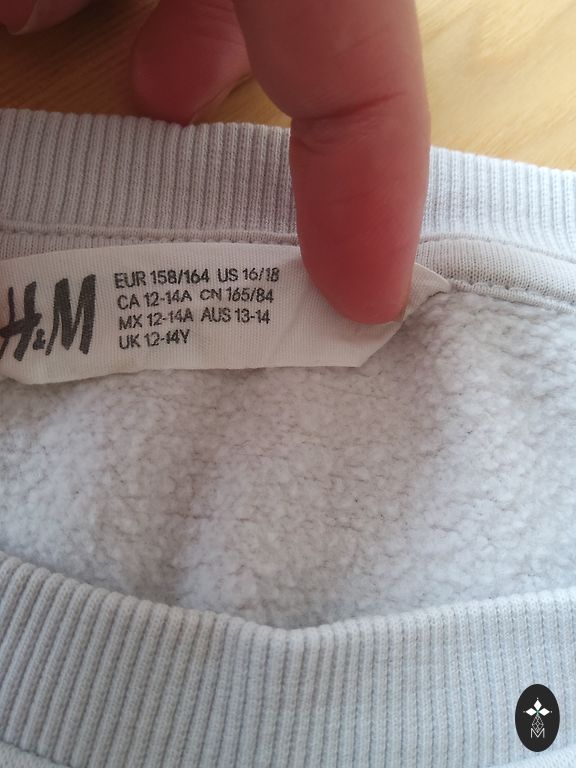 H&M
EUR 158/164 US 16/18
CA 12-14A CN 165/84
MX 12-14A AUS 13-14
UK 12-14Y
M